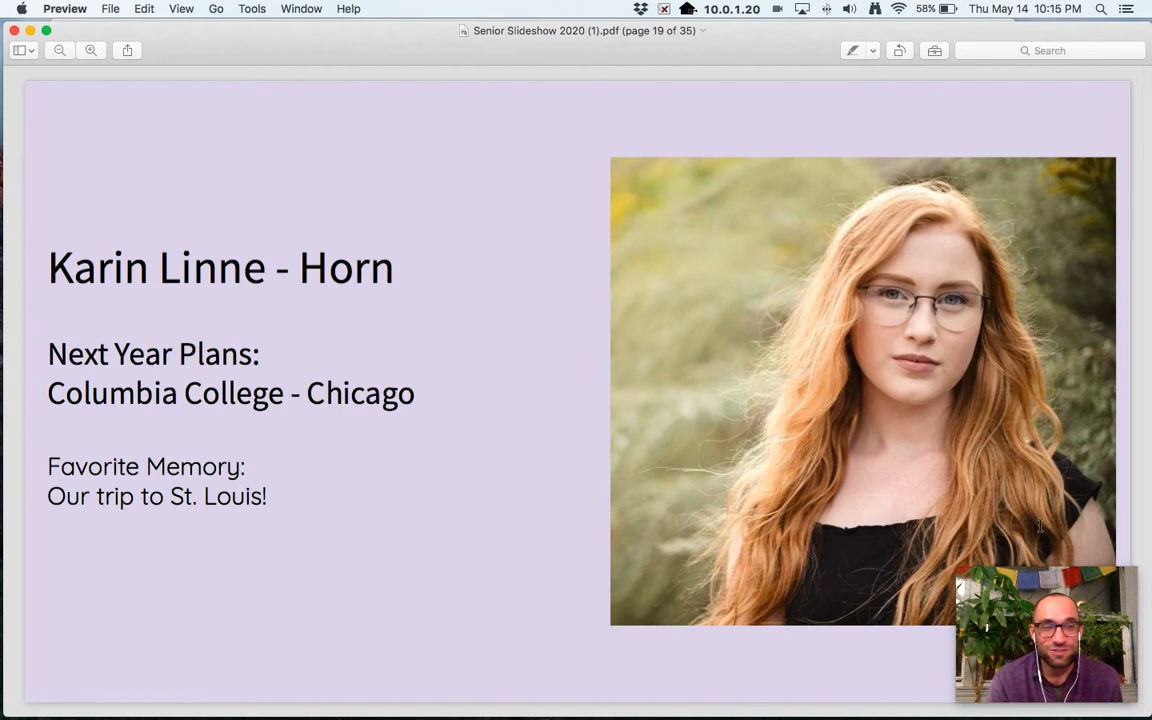 Preview File Edit View Go Tools Window Help 10.0.1.20 58% Thu May 14 10:15 PM
Senior Slideshow 2020 (1).pdf (page 19 of 35)
Search
Karin Linne - Horn
Next Year Plans:
Columbia College - Chicago
Favorite Memory:
Our trip to St. Louis!